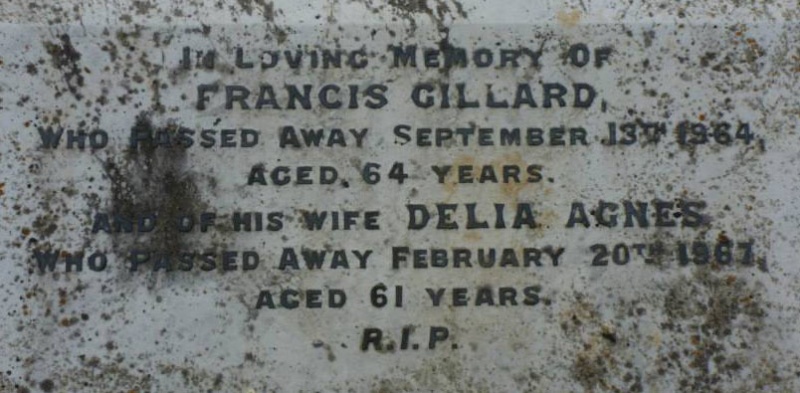 In Loving Memory Of
FRANCIS GILLARD,
Who Passed Away September 13th 1964,
Aged. 64 Years.
And Of His Wife DELIA AGNES
Who Passed Away February 20th 1967,
Aged 61 Years.
R.I.P.